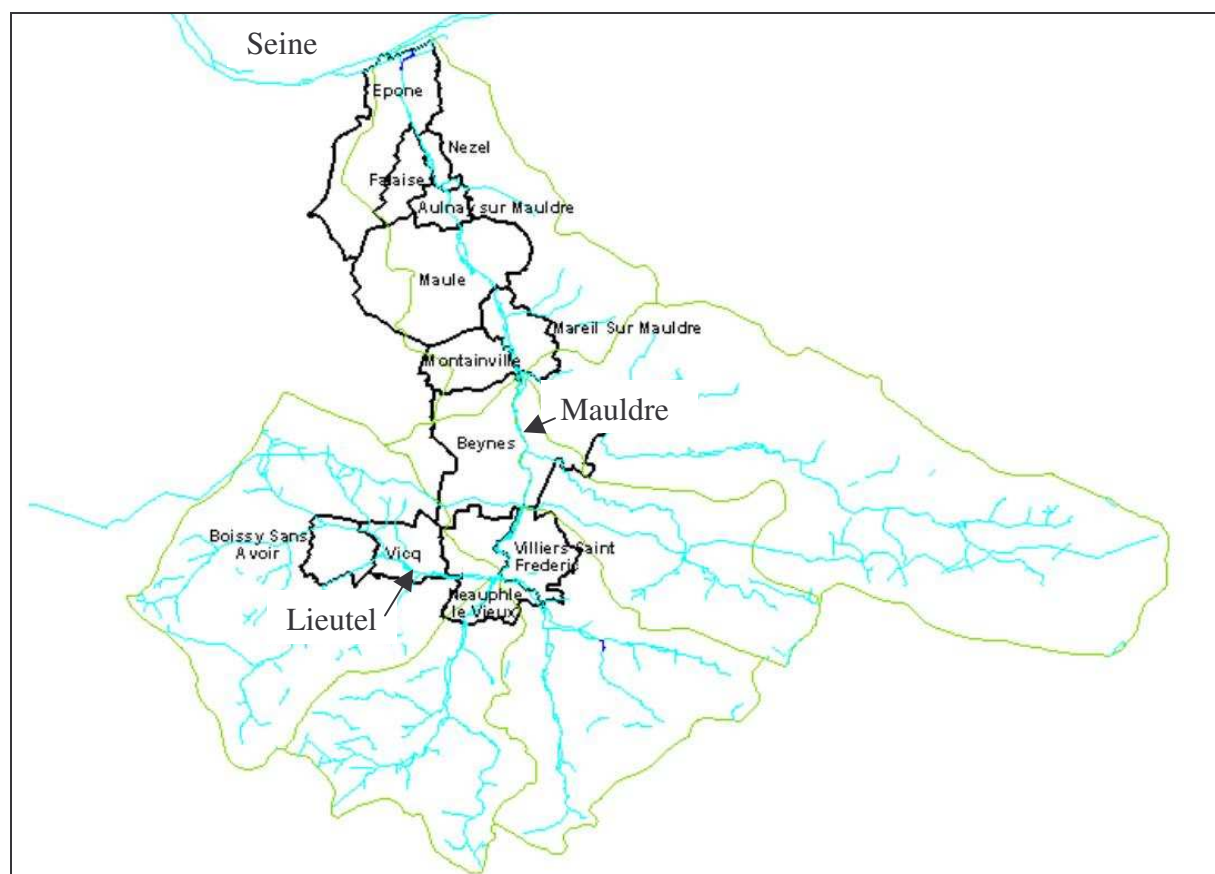 Seine
Epone
Nezel
Falaise
Aulnay sur Mauldre
Maule
Mareil Sur Mauldre
Montainville
Mauldre
Beynes
Boissy Sans
Avoir
Vicq
Villiers Saint
Frederic
Neauphle
le Vieux
Lieutel